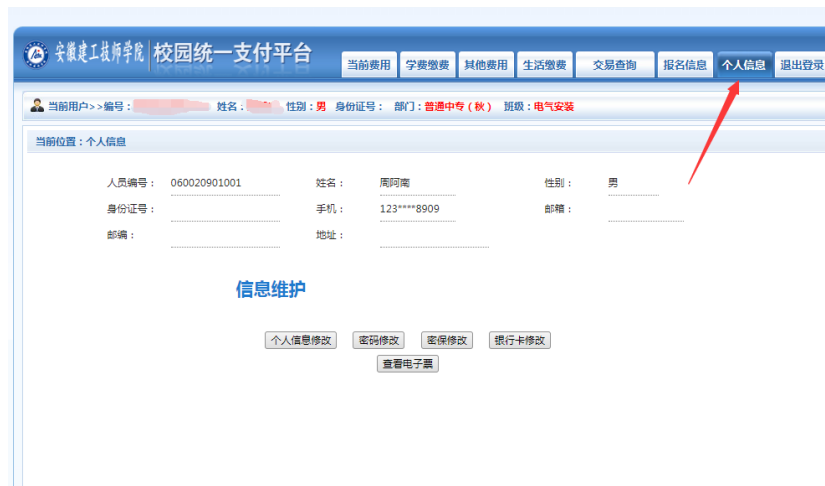 安徽建工技师学院 校园统一支付平台
当前费用 学费缴费 其他费用 生活缴费 交易查询 报名信息 个人信息 退出登录
当前用户>>编号： 姓名： 性别：男 身份证号： 部门：普通中专（秋） 班级：电气安装
当前位置：个人信息
人员编号： 060020901001 姓名： 周阿南 性别： 男
身份证号： 手机： 123****8909 邮箱：
邮编： 地址：
信息维护
个人信息修改 密码修改 密保修改 银行卡修改
查看电子票